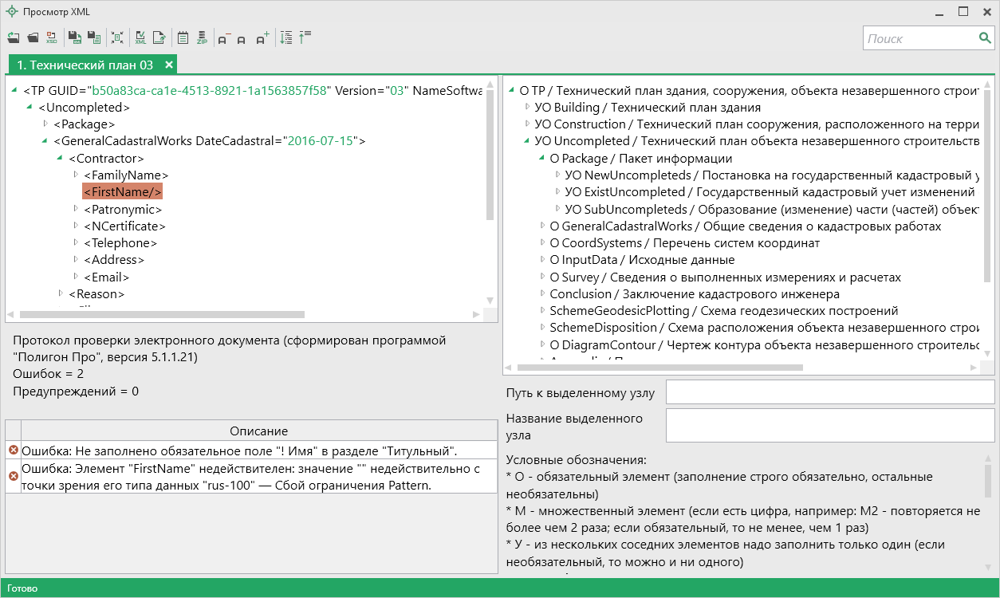 Просмотр XML
XSD
XML
ZIP
Поиск
1. Технический план 03
<TP GUID="b50a83ca-ca1e-4513-8921-1a1563857f58" Version="03" NameSoftwa
<Uncompleted>
<Package>
<GeneralCadastralWorks DateCadastral="2016-07-15">
<Contractor>
<FamilyName>
<FirstName/>
<Patronymic>
<NCertificate>
<Telephone>
<Address>
<Email>
<Reason>
Протокол проверки электронного документа (сформирован программой
"Полигон Про", версия 5.1.1.21)
Ошибок = 2
Предупреждений = 0
Описание
Ошибка: Не заполнено обязательное поле "! Имя" в разделе "Титульный".
Ошибка: Элемент "FirstName" недействителен: значение "" недействительно с
точки зрения его типа данных "rus-100" — Сбой ограничения Pattern.
О TP / Технический план здания, сооружения, объекта незавершенного строит
УО Building / Технический план здания
УО Construction / Технический план сооружения, расположенного на терри
УО Uncompleted / Технический план объекта незавершенного строительств
О Package / Пакет информации
УО NewUncompleteds / Постановка на государственный кадастровый у
УО ExistUncompleted / Государственный кадастровый учет изменений
УО SubUncompleteds / Образование (изменение) части (частей) объект
О GeneralCadastralWorks / Общие сведения о кадастровых работах
О CoordSystems / Перечень систем координат
О InputData / Исходные данные
О Survey / Сведения о выполненных измерениях и расчетах
Conclusion / Заключение кадастрового инженера
SchemeGeodesicPlotting / Схема геодезических построений
SchemeDisposition / Схема расположения объекта незавершенного строи
О DiagramContour / Чертеж контура объекта незавершенного строительс
Путь к выделенному узлу
Название выделенного
узла
Условные обозначения:
* О - обязательный элемент (заполнение строго обязательно, остальные
необязательны)
* М - множественный элемент (если есть цифра, например: М2 - повторяется не
более чем 2 раза; если обязательный, то не менее, чем 1 раз)
* У - из нескольких соседних элементов надо заполнить только один (если
необязательный, то можно и ни одного)
Готово